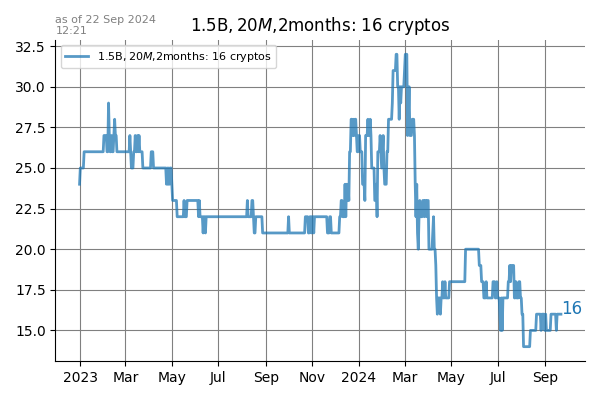 as of 22 Sep 2024
12:21
1.5B, 20M,2months: 16 cryptos
1.5B, 20M,2months: 16 cryptos
32.5
30.0
27.5
25.0
22.5
20.0
17.5
15.0
16
2023 Mar May Jul Sep Nov 2024 Mar May Jul Sep